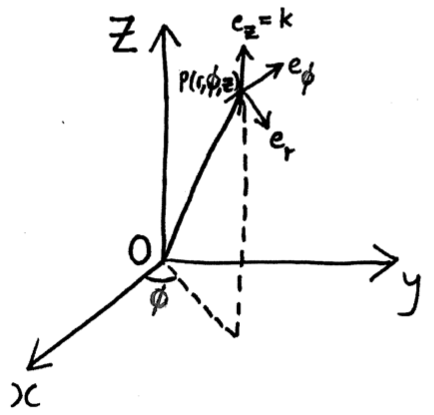 Z
e_z = k
P(r,ϕ,z)
e_ϕ
e_r
O
ϕ
y
x